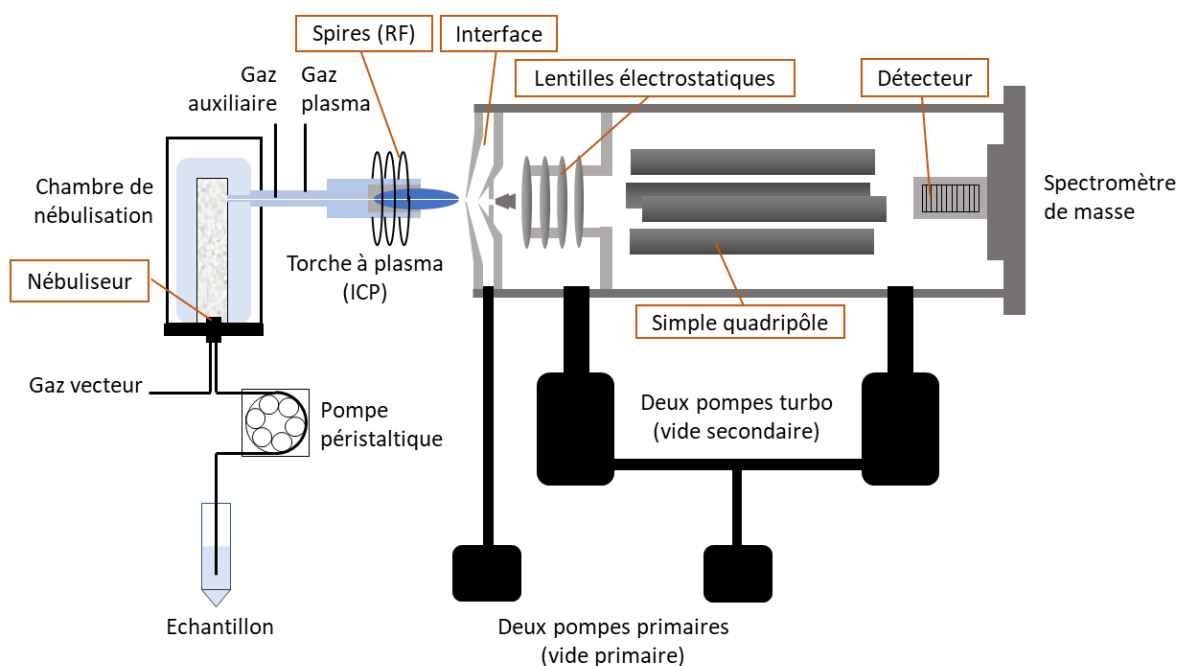 Spires (RF)
Interface
Gaz
auxiliaire
Gaz
plasma
Lentilles électrostatiques
Détecteur
Chambre de
nébulisation
Spectromètre
de masse
Nébuliseur
Torche à plasma
(ICP)
Simple quadripôle
Gaz vecteur
Pompe
péristaltique
Deux pompes turbo
(vide secondaire)
Echantillon
Deux pompes primaires
(vide primaire)